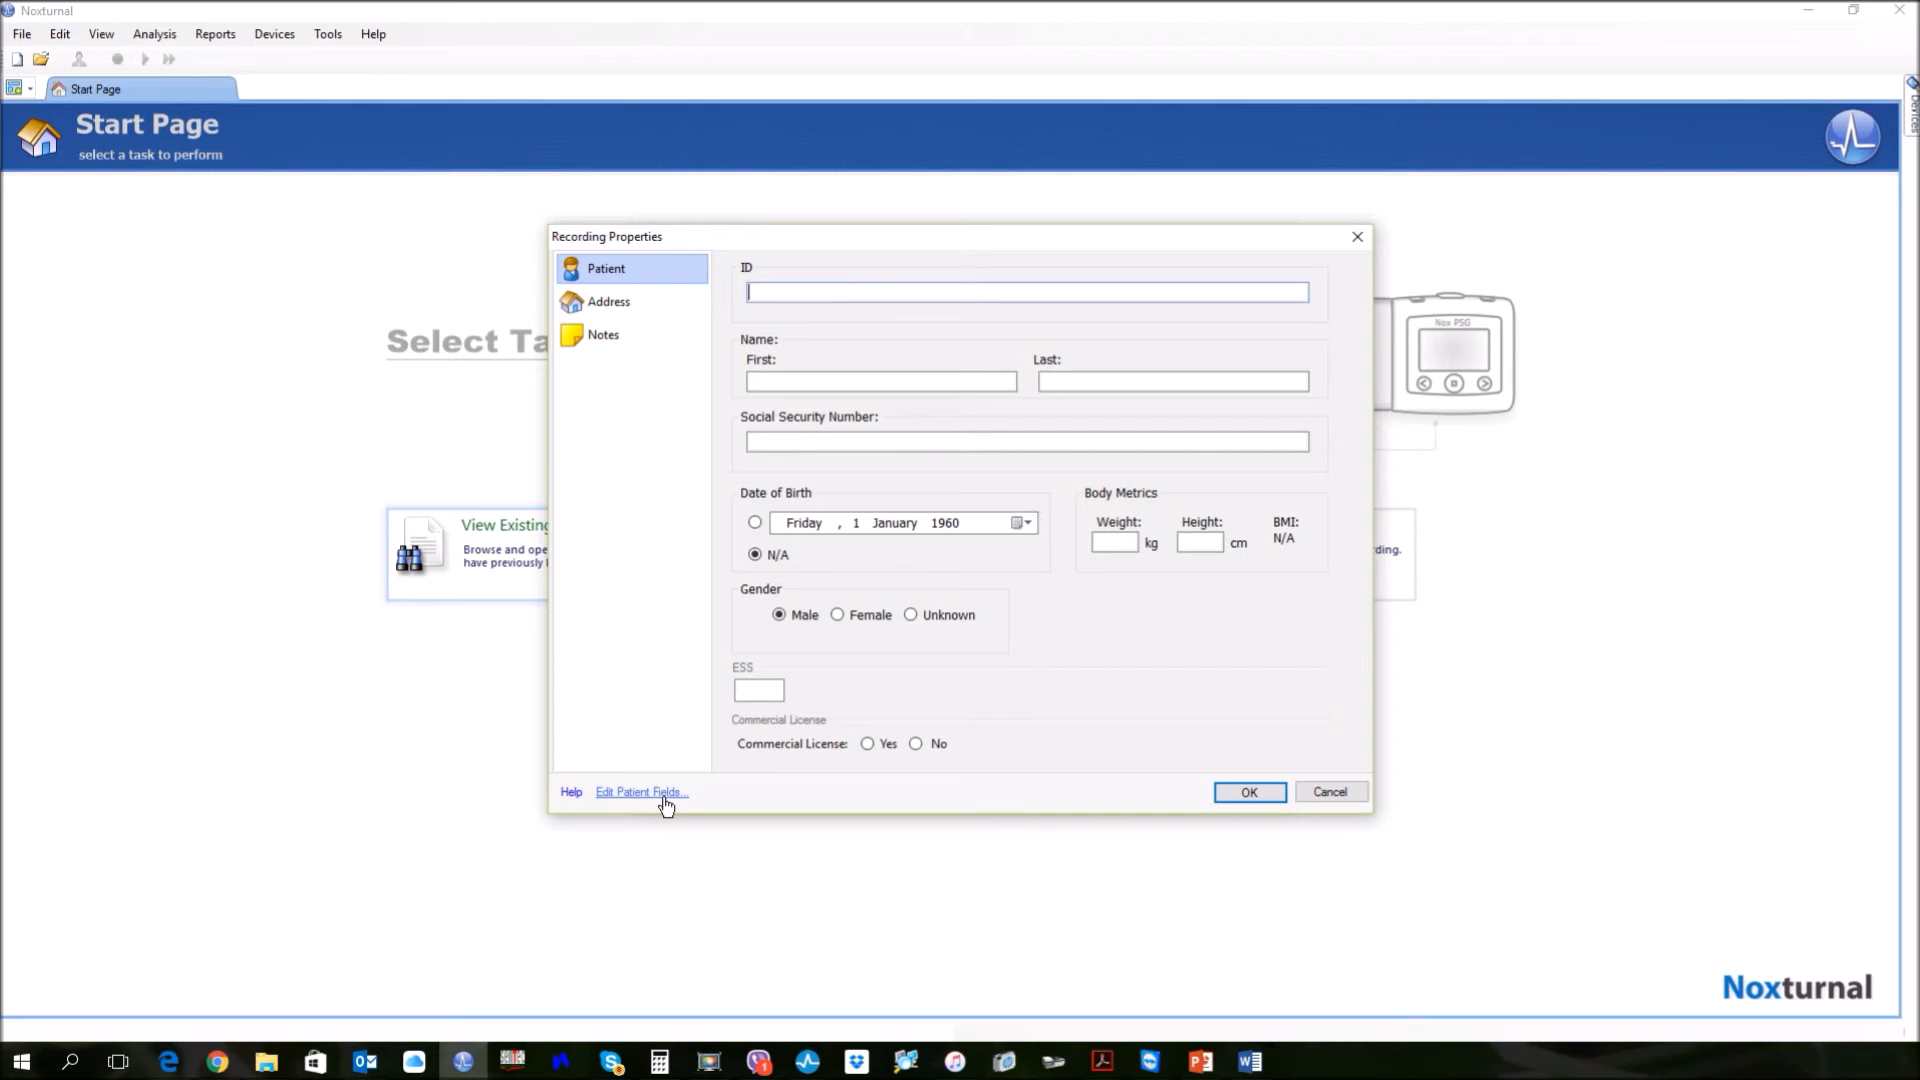 Noxturnal
File Edit View Analysis Reports Devices Tools Help
Start Page
Devices
Start Page
select a task to perform
Recording Properties
Patient
Address
Notes
ID
Name:
First: Last:
Social Security Number:
Date of Birth
Friday , 1 January 1960
N/A
Body Metrics
Weight: Height: BMI:
kg cm N/A
Gender
Male Female Unknown
ESS
Commercial License
Commercial License: Yes No
Help Edit Patient Fields... OK Cancel
Select Ta
Nox PSG
View Existing
Browse and ope
have previously
ding.
Noxturnal